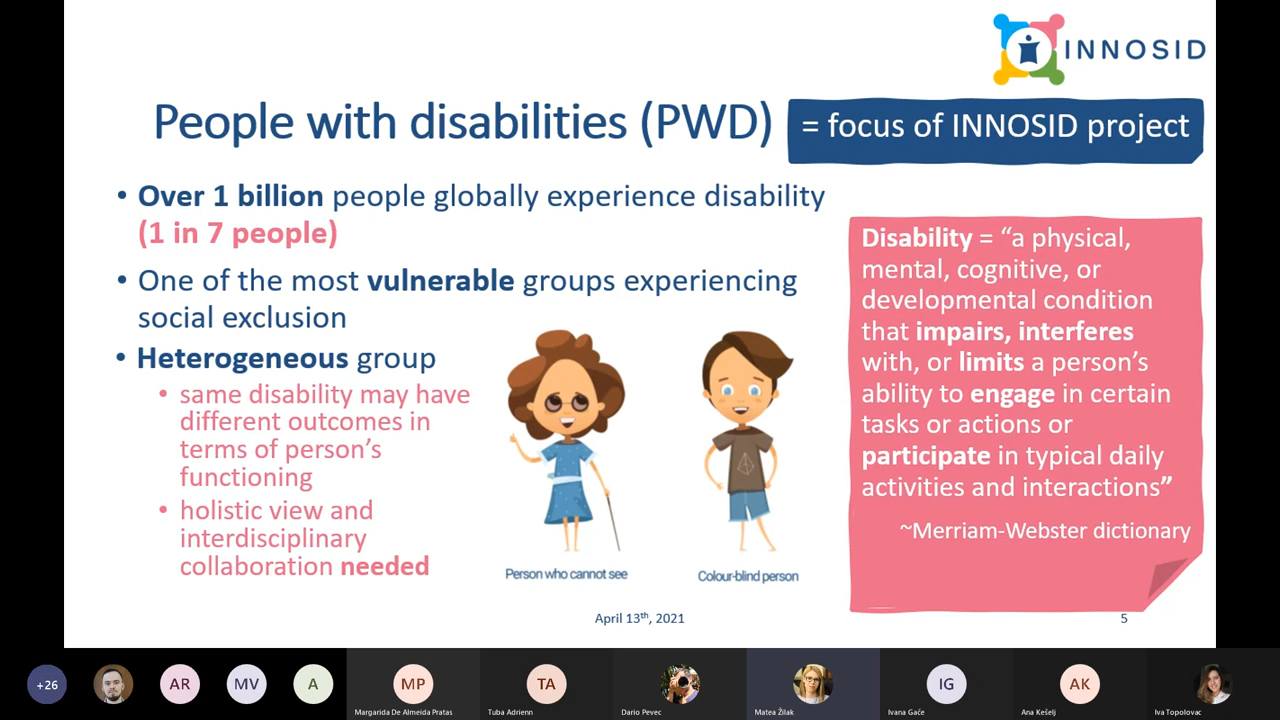 INNOSID
People with disabilities (PWD)
= focus of INNOSID project
• Over 1 billion people globally experience disability
(1 in 7 people)
• One of the most vulnerable groups experiencing
social exclusion
• Heterogeneous group
• same disability may have
different outcomes in
terms of person's
functioning
• holistic view and
interdisciplinary
collaboration needed
Person who cannot see
Colour-blind person
Disability = “a physical,
mental, cognitive, or
developmental condition
that impairs, interferes
with, or limits a person's
ability to engage in certain
tasks or actions or
participate in typical daily
activities and interactions”
~Merriam-Webster dictionary
April 13th, 2021
5
+26
AR
MV
A
MP
Margarida De Almeida Pratas
TA
Tuba Adrienn
Dario Pevec
Matea Žilak
IG
Ivana Gaće
AK
Ana Kešelj
Iva Topolovac